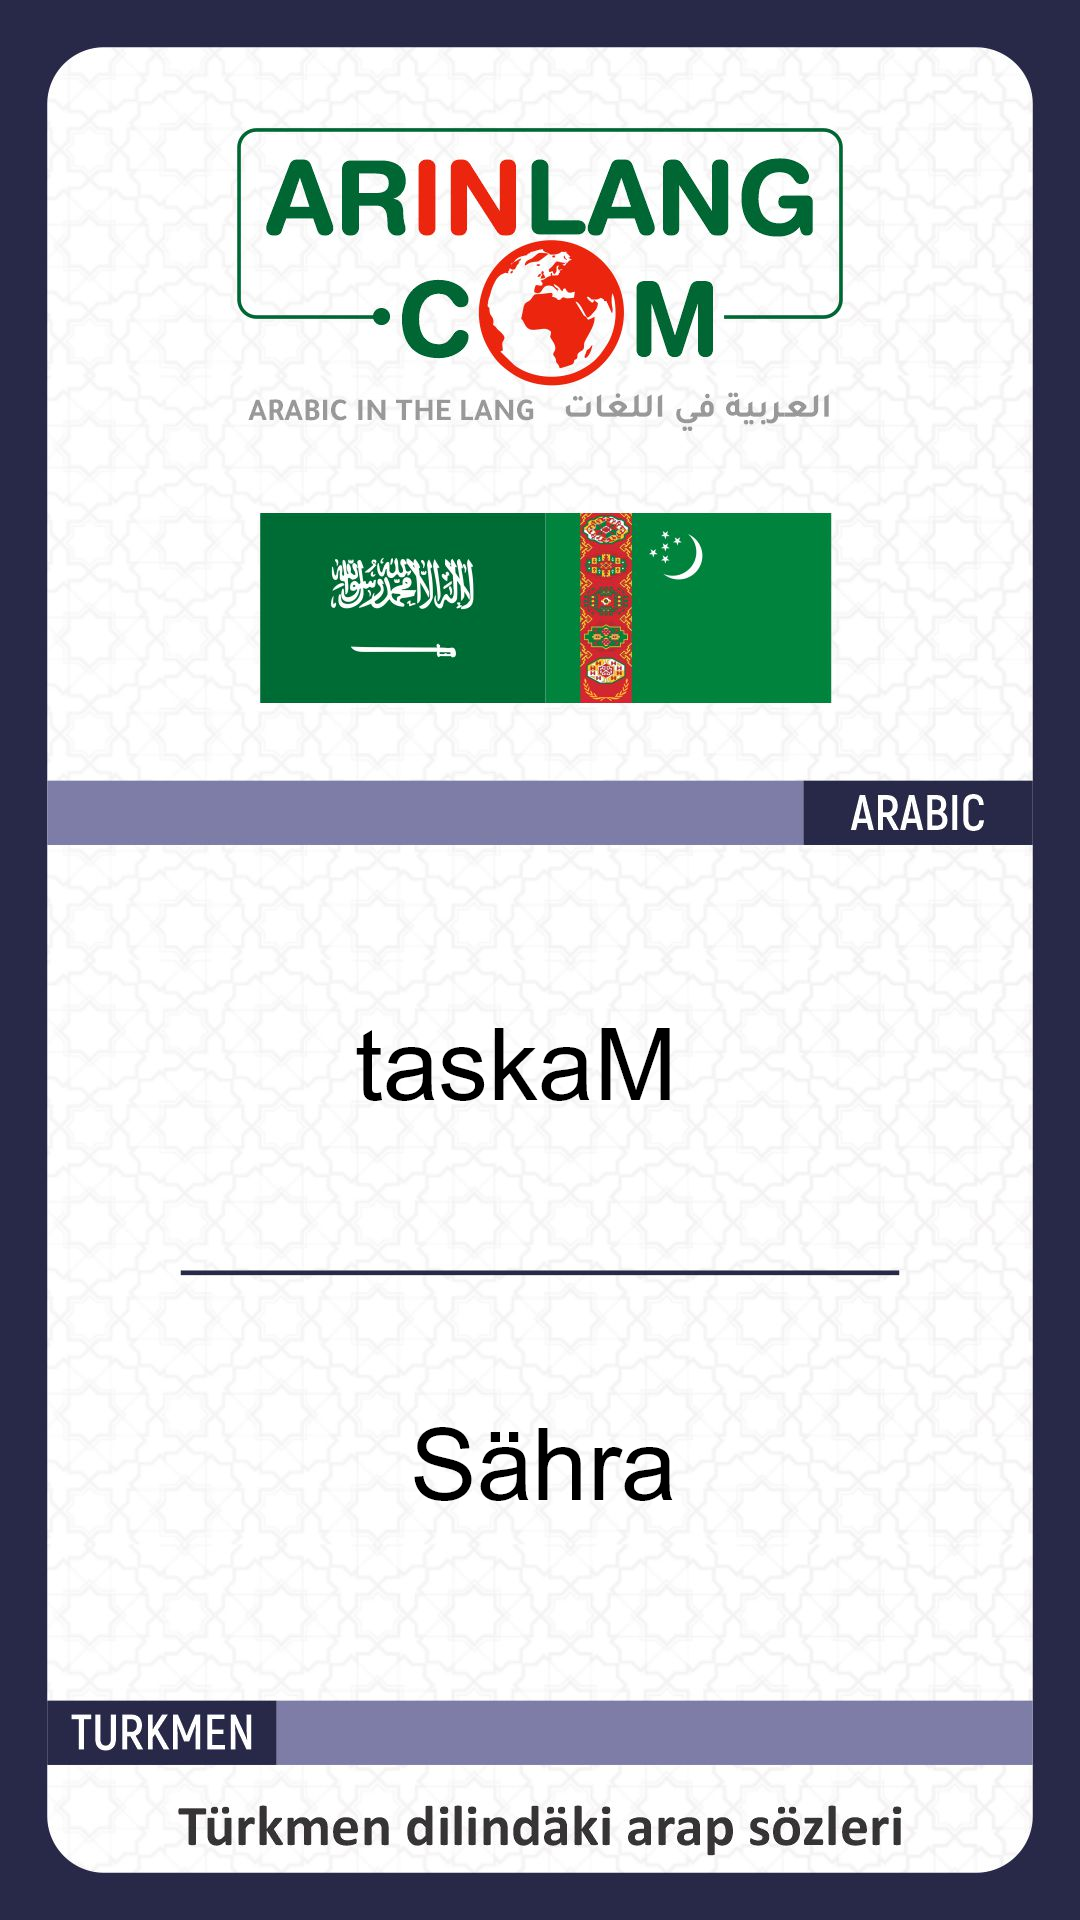 ARINLANG
.COM
ARABIC IN THE LANG العربية في اللغات
لا إله إلا الله محمد رسول الله
ARABIC
taskaM
Sähra
TURKMEN
Türkmen dilindäki arap sözleri